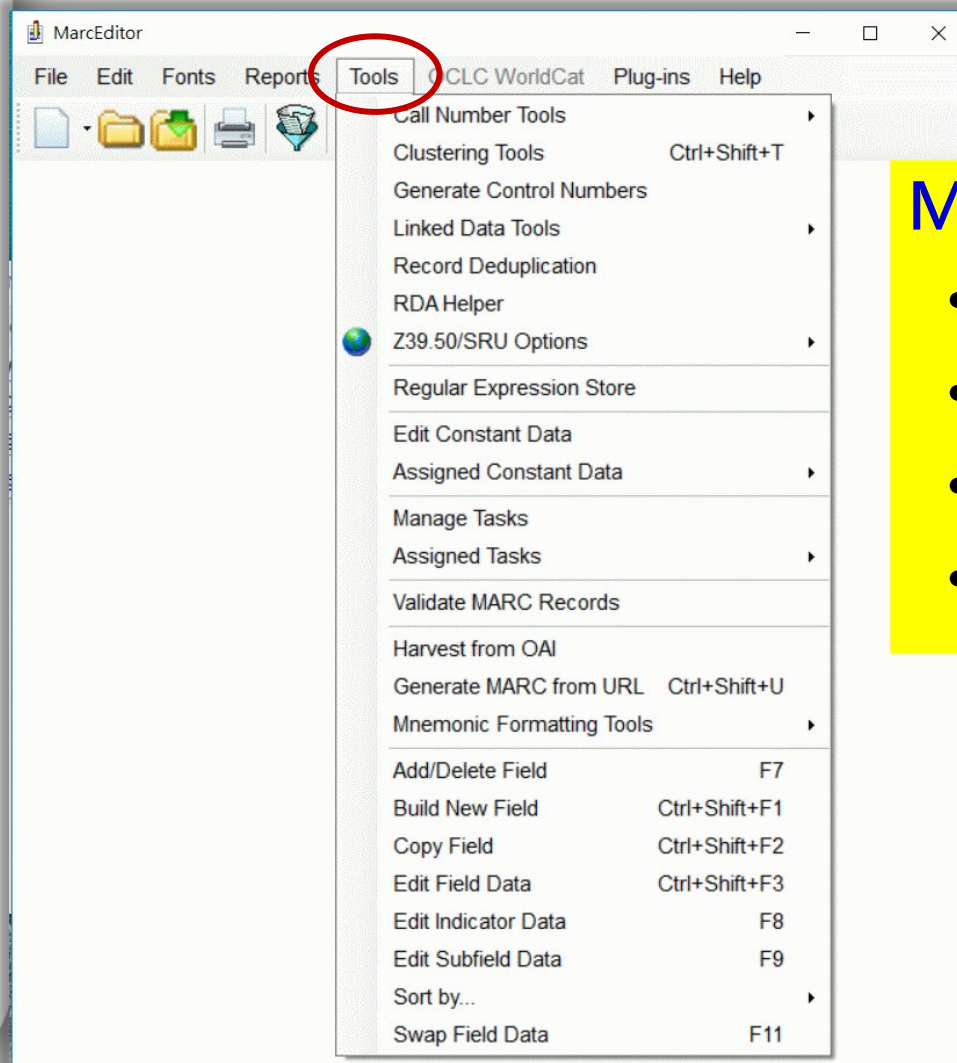 MarcEditor
File Edit Fonts Reports Tools OCLC WorldCat Plug-ins Help
Call Number Tools
Clustering Tools Ctrl+Shift+T
Generate Control Numbers
Linked Data Tools
Record Deduplication
RDA Helper
Z39.50/SRU Options
Regular Expression Store
Edit Constant Data
Assigned Constant Data
Manage Tasks
Assigned Tasks
Validate MARC Records
Harvest from OAI
Generate MARC from URL Ctrl+Shift+U
Mnemonic Formatting Tools
Add/Delete Field F7
Build New Field Ctrl+Shift+F1
Copy Field Ctrl+Shift+F2
Edit Field Data Ctrl+Shift+F3
Edit Indicator Data F8
Edit Subfield Data F9
Sort by...
Swap Field Data F11